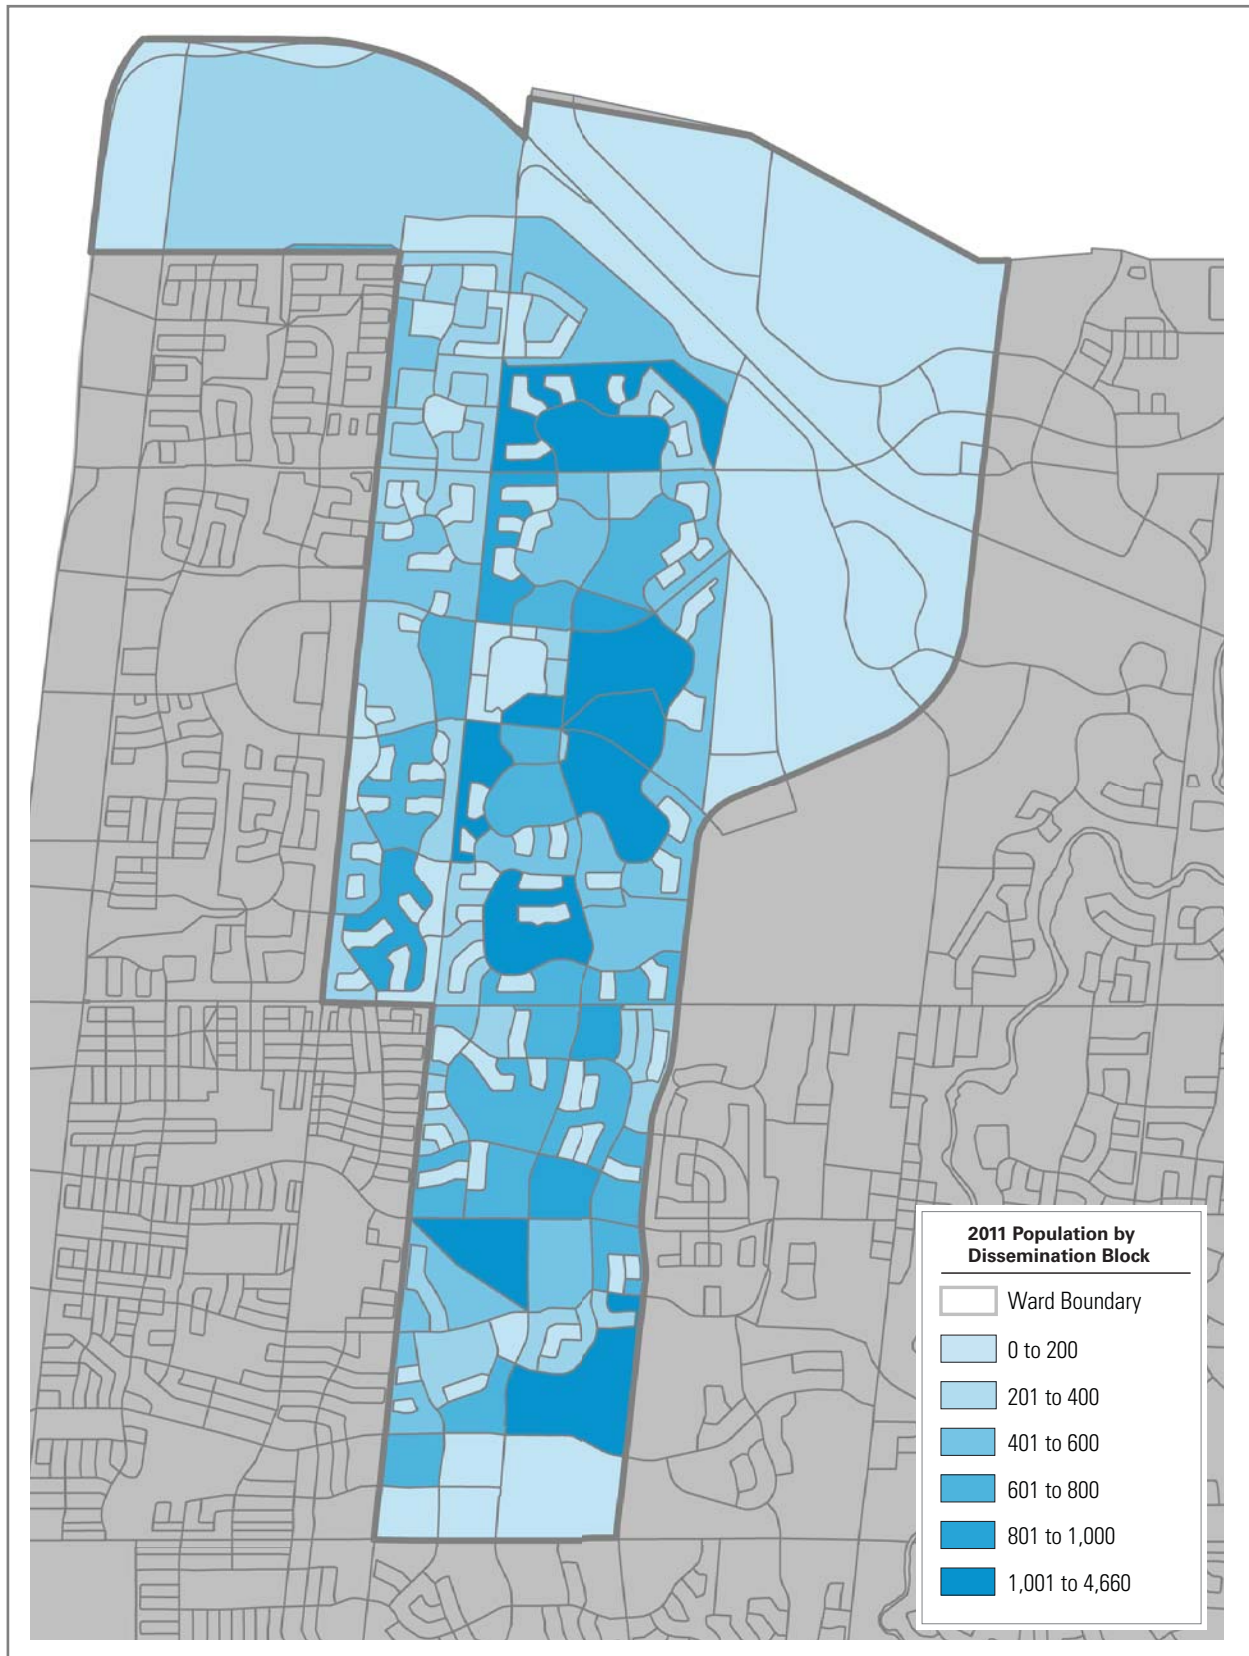 2011 Population by
Dissemination Block
Ward Boundary
0 to 200
201 to 400
401 to 600
601 to 800
801 to 1,000
1,001 to 4,660